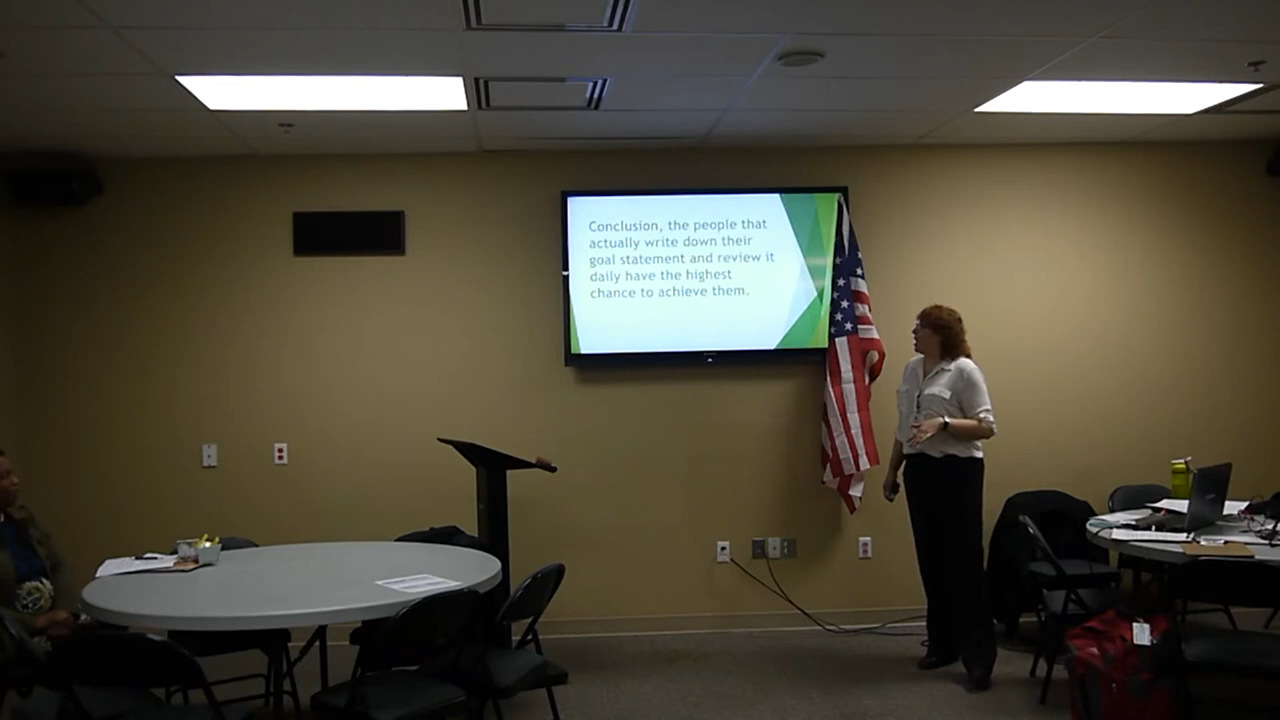 Conclusion, the people that
actually write down their
goal statement and review it
daily have the highest
chance to achieve them.